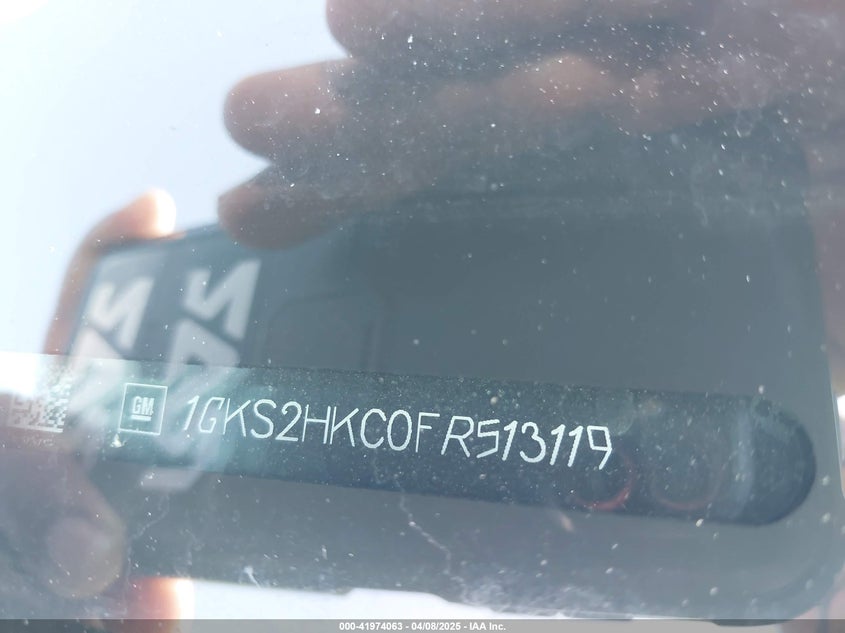 GM 1GKS2HKC0FR513119
000-41974063 - 04/08/2025 - IAA Inc.